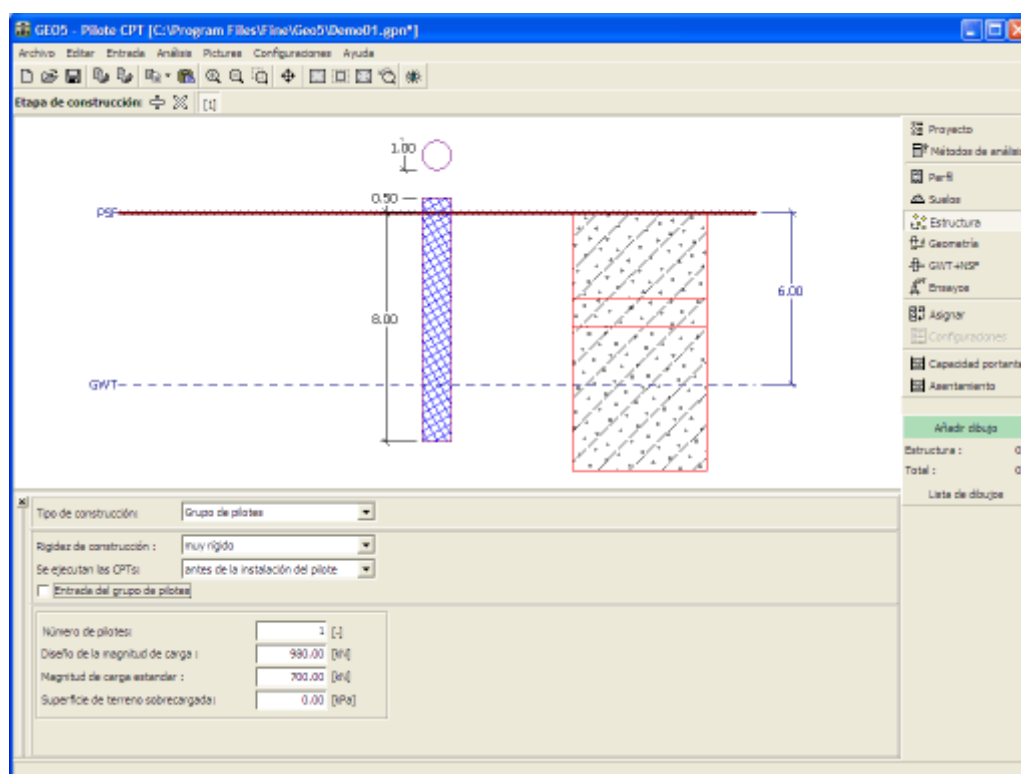 GEO5 - Pilote CPT [C:\Program Files\Fine\Geo5\Demo01.gpn*]
Archivo Editar Entrada Análisis Pictures Configuraciones Ayuda
Etapa de construcción: [1]
1.00
0.50
PSF
8.00
6.00
GWT
Proyecto
Métodos de análisi
Perfil
Suelos
Estructura
Geometría
GWT+NSF
Ensayos
Asignar
Configuraciones
Capacidad portante
Asentamiento
Añadir dibujo
Estructura : 0
Total : 0
Lista de dibujos
Tipo de construcción: Grupo de pilotes
Rigidez de construcción : muy rígido
Se ejecutan las CPTs: antes de la instalación del pilote
Entrada del grupo de pilotes
Número de pilotes: 1 [-]
Diseño de la magnitud de carga : 980.00 [kN]
Magnitud de carga estandar : 700.00 [kN]
Superficie de terreno sobrecargada: 0.00 [kPa]